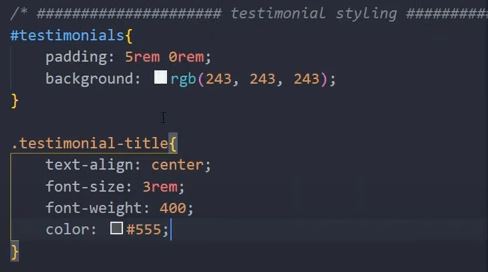 /* ##################### testimonial styling ##########
#testimonials{
    padding: 5rem 0rem;
    background: rgb(243, 243, 243);
}

.testimonial-title{
    text-align: center;
    font-size: 3rem;
    font-weight: 400;
    color: #555;
}